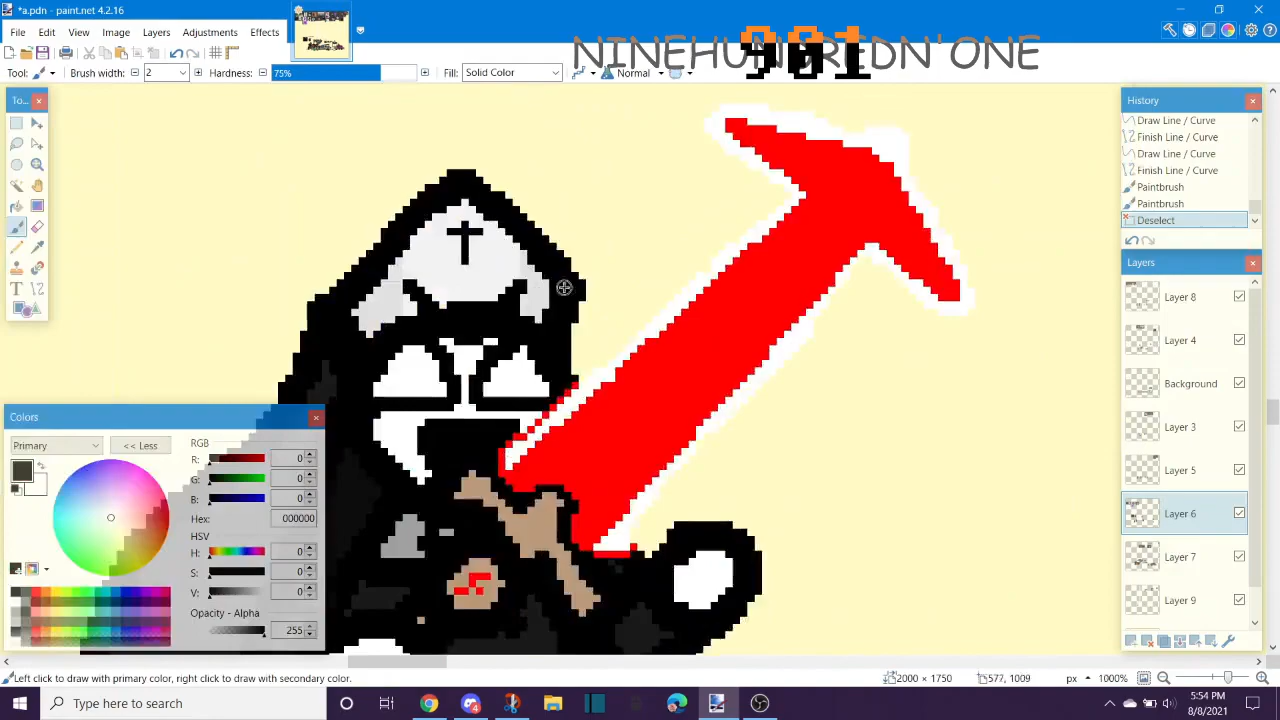 *a.pdn - paint.net 4.2.16
File Edit Image Layers Adjustments Effects
NINEHUNDREDN'ONE
901
901
Tool: Brush width: 2 Hardness: 75% Fill: Solid Color Normal
To...
History
Draw Line / Curve
Finish Line / Curve
Draw Line / Curve
Finish Line / Curve
Paintbrush
Paintbrush
Deselect
Layers
Layer 8
Layer 4
Background
Layer 3
Layer 5
Layer 6
Layer 7
Layer 9
Colors
Primary
<< Less
RGB
R: 0
G: 0
B: 0
Hex: 000000
HSV
H: 0
S: 0
V: 0
Opacity - Alpha
255
Left click to draw with primary color, right click to draw with secondary color.
2000 × 1750
577, 1009
px
1000%
Type here to search
5:54 PM
8/8/2021